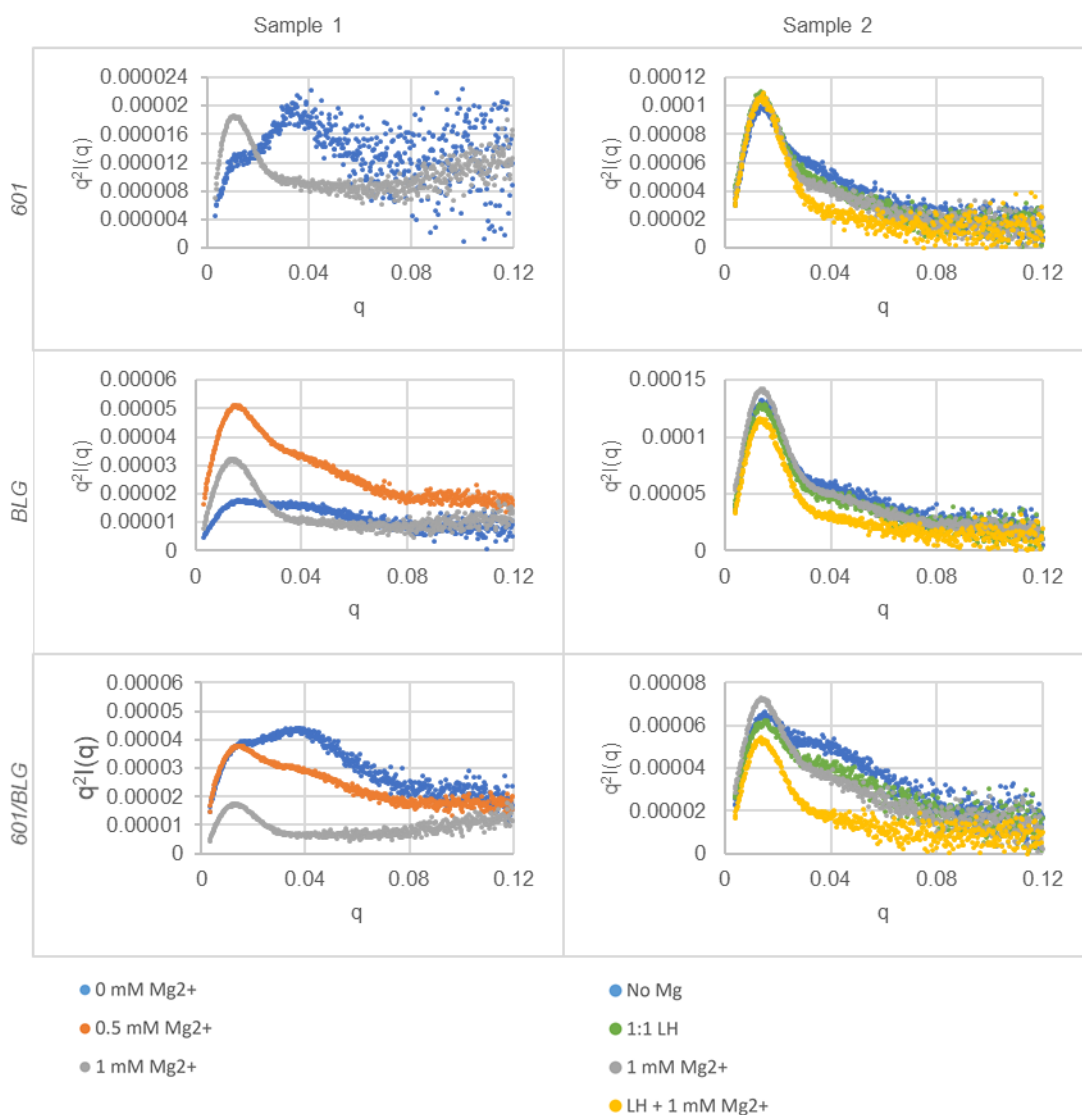 Sample 1
Sample 2
601
0.000024
0.00002
0.000016
0.000012
0.000008
0.000004
0
q²I(q)
0 0.04 0.08 0.12
q
0.00012
0.0001
0.00008
0.00006
0.00004
0.00002
0
q²I(q)
0 0.04 0.08 0.12
q
BLG
0.00006
0.00005
0.00004
0.00003
0.00002
0.00001
0
q²I(q)
0 0.04 0.08 0.12
q
0.00015
0.0001
0.00005
0
q²I(q)
0 0.04 0.08 0.12
q
601/BLG
0.00006
0.00005
0.00004
0.00003
0.00002
0.00001
0
q²I(q)
0 0.04 0.08 0.12
q
0.00008
0.00006
0.00004
0.00002
0
q²I(q)
0 0.04 0.08 0.12
q
0 mM Mg2+
0.5 mM Mg2+
1 mM Mg2+
No Mg
1:1 LH
1 mM Mg2+
LH + 1 mM Mg2+